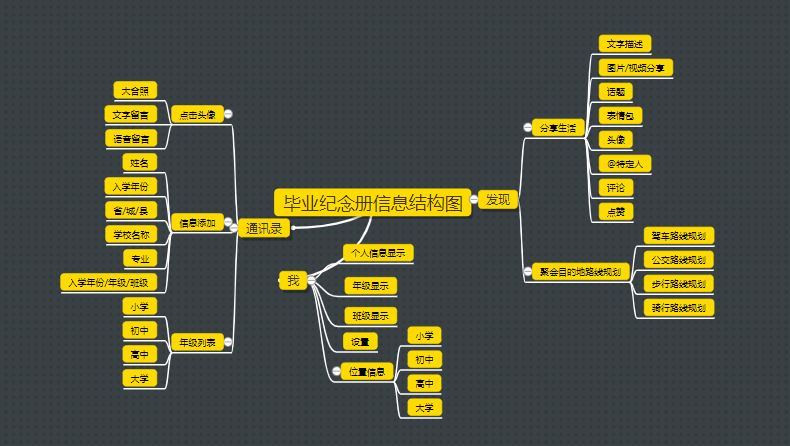 毕业纪念册信息结构图
通讯录
点击头像
大合照
文字留言
语音留言
信息添加
姓名
入学年份
省/城/县
学校名称
专业
入学年份/年级/班级
年级列表
小学
初中
高中
大学
我
个人信息显示
年级显示
班级显示
设置
位置信息
小学
初中
高中
大学
发现
分享生活
文字描述
图片/视频分享
话题
表情包
头像
@特定人
评论
点赞
聚会目的地路线规划
驾车路线规划
公交路线规划
步行路线规划
骑行路线规划